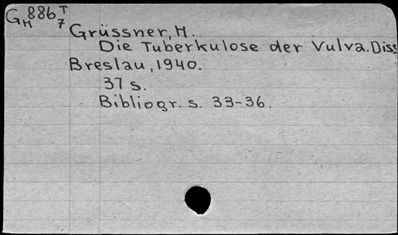 G 886 T
H 7
Grüssner, H.
Die Tuberkulose der Vulva. Diss
Breslau, 1940.
37 s.
Bibliogr. s. 33-36.